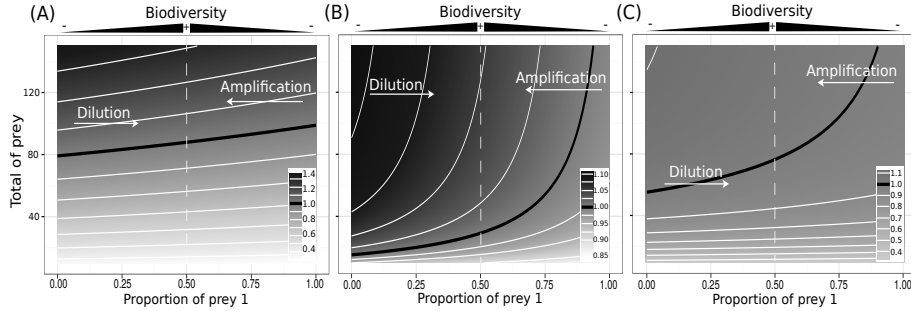 (A) Biodiversity
- + -
Total of prey
120
80
40
Dilution
Amplification
1.4
1.2
1.0
0.8
0.6
0.4
0.00 0.25 0.50 0.75 1.00
Proportion of prey 1
(B) Biodiversity
- + -
Dilution
Amplification
1.10
1.05
1.00
0.95
0.90
0.85
0.00 0.25 0.50 0.75 1.00
Proportion of prey 1
(C) Biodiversity
- + -
Amplification
Dilution
1.1
1.0
0.9
0.8
0.7
0.6
0.5
0.4
0.00 0.25 0.50 0.75 1.00
Proportion of prey 1